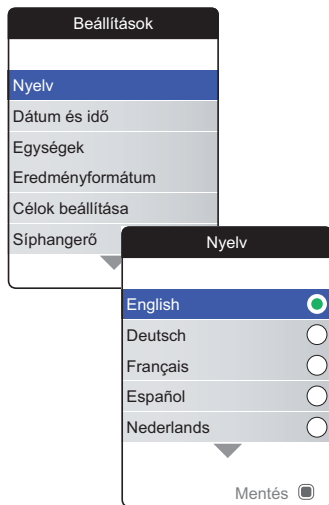 Beállítások
Nyelv
Dátum és idő
Egységek
Eredményformátum
Célok beállítása
Síphangerő
Nyelv
English
Deutsch
Français
Español
Nederlands
Mentés